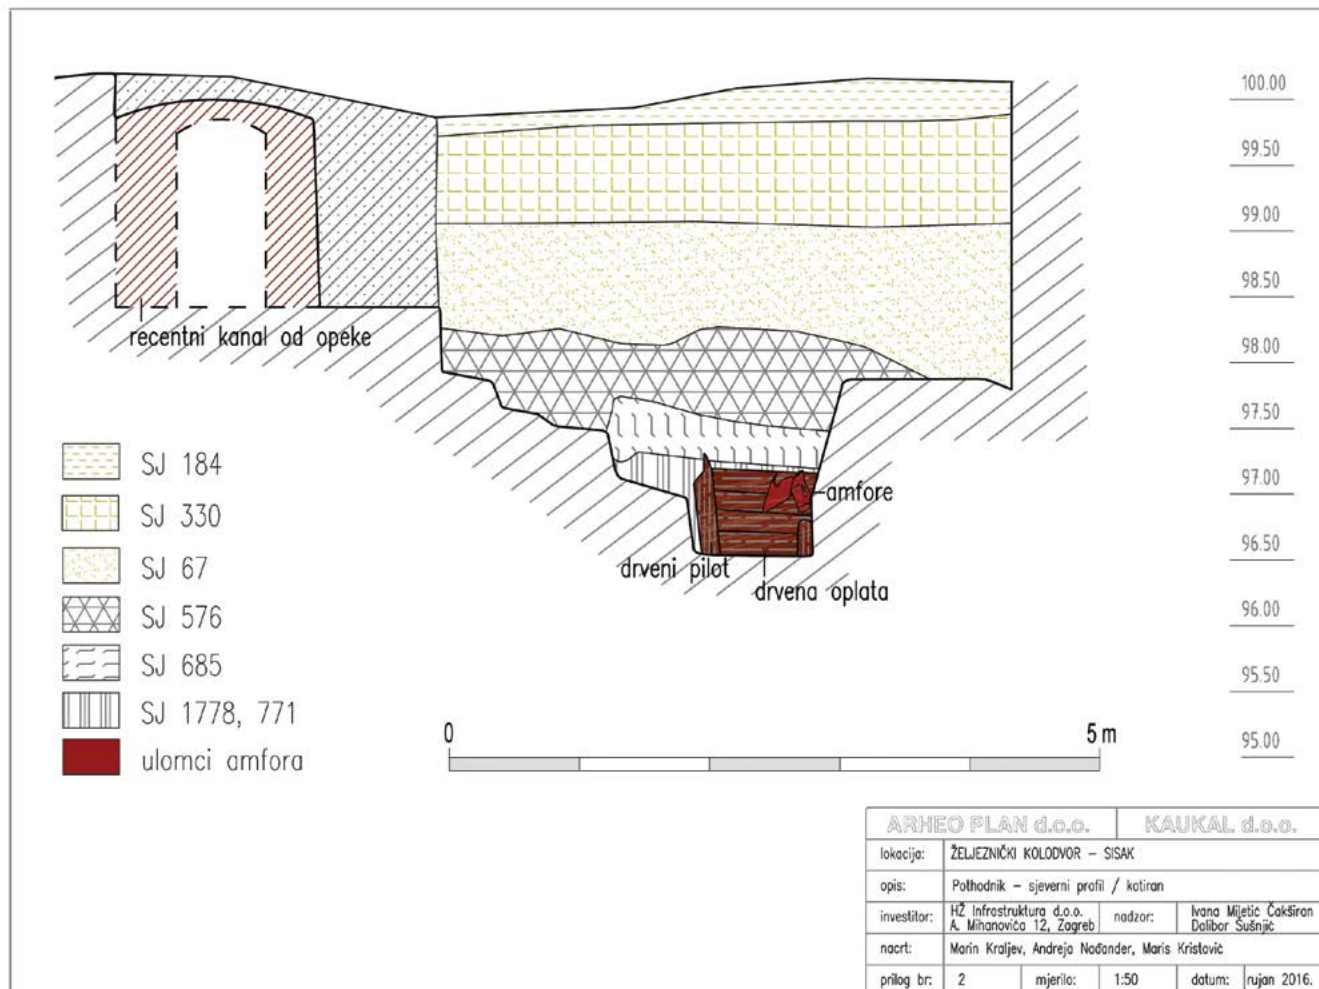 100.00
99.50
99.00
98.50
98.00
97.50
97.00
96.50
96.00
95.50
95.00
recentni kanal od opeke
amfore
drveni pilot
drvena oplata
SJ 184
SJ 330
SJ 67
SJ 576
SJ 685
SJ 1778, 771
ulomci amfora
0 5 m
ARHEO PLAN d.o.o. KAUKAL d.o.o.
lokacija: ŽELJEZNIČKI KOLODVOR – SISAK
opis: Pothodnik – sjeverni profil / kotiran
investitor: HŽ Infrastruktura d.o.o.
A. Mihanovića 12, Zagreb
nadzor: Ivana Miletić Čakširan
Dalibor Šušnjić
nacrt: Marin Kraljev, Andreja Nađander, Maris Kristović
prilog br: 2 mjerilo: 1:50 datum: rujan 2016.